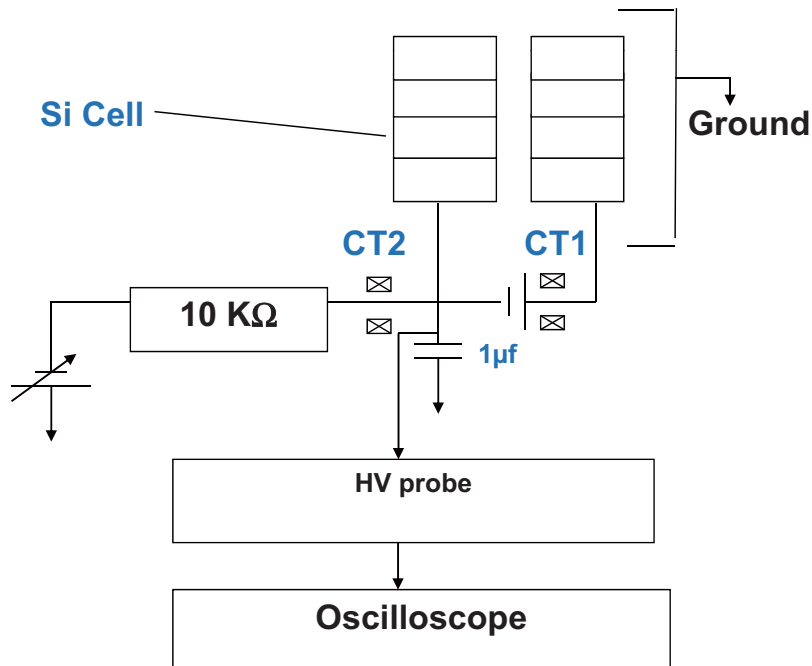 Si Cell
Ground
CT2
CT1
10 KΩ
1µf
HV probe
Oscilloscope